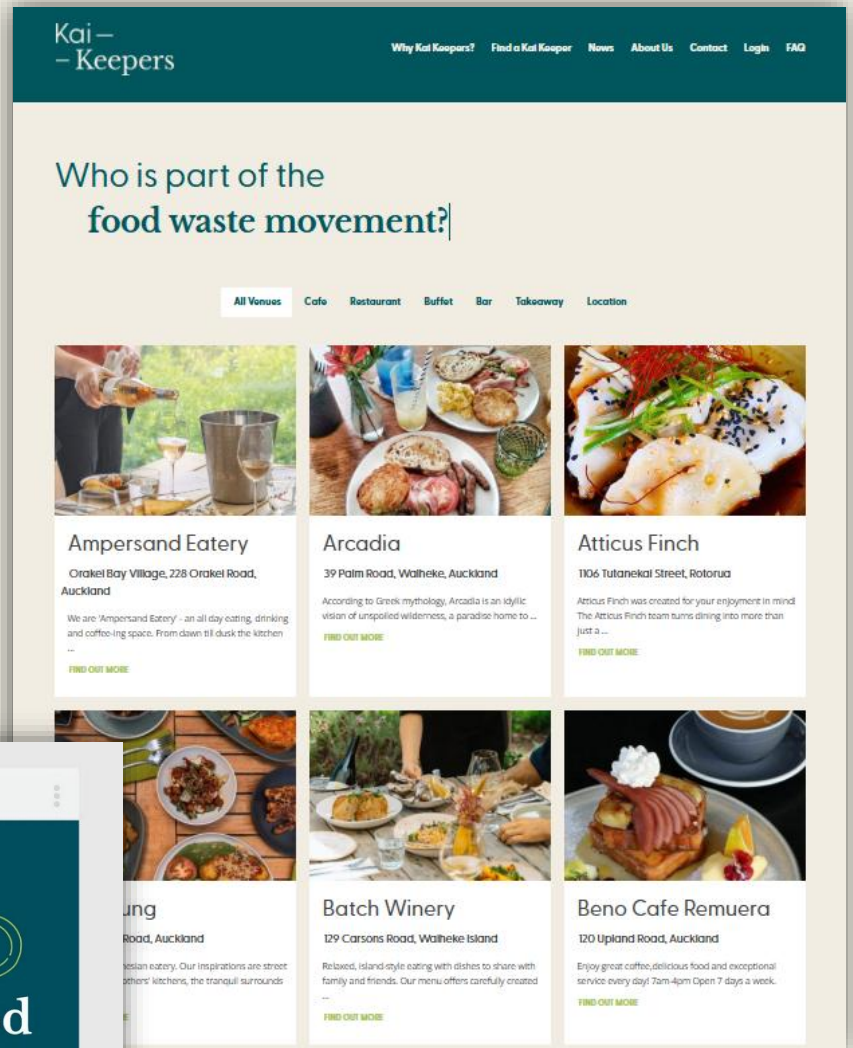 Kai –
– Keepers
Why Kai Keepers? Find a Kai Keeper News About Us Contact Login FAQ
Who is part of the
food waste movement?
All Venues Cafe Restaurant Buffet Bar Takeaway Location
Ampersand Eatery
Orakei Bay Village, 228 Orakei Road,
Auckland
We are 'Ampersand Eatery' - an all day eating, drinking
and coffee-ing space. From dawn till dusk the kitchen
...
FIND OUT MORE
Arcadia
39 Palm Road, Waiheke, Auckland
According to Greek mythology, Arcadia is an idyllic
vision of unspoiled wilderness, a paradise home to ...
FIND OUT MORE
Atticus Finch
1106 Tutanekai Street, Rotorua
Atticus Finch was created for your enjoyment in mind
The Atticus Finch team turns dining into more than
just a ...
FIND OUT MORE
ung
Road, Auckland
nesian eatery. Our inspirations are street
others' kitchens, the tranquil surrounds
E
d
Batch Winery
129 Carsons Road, Waiheke Island
Relaxed, island-style eating with dishes to share with
family and friends. Our menu offers carefully created
...
FIND OUT MORE
Beno Cafe Remuera
120 Upland Road, Auckland
Enjoy great coffee,delicious food and exceptional
service every day! 7am-4pm Open 7 days a week.
FIND OUT MORE